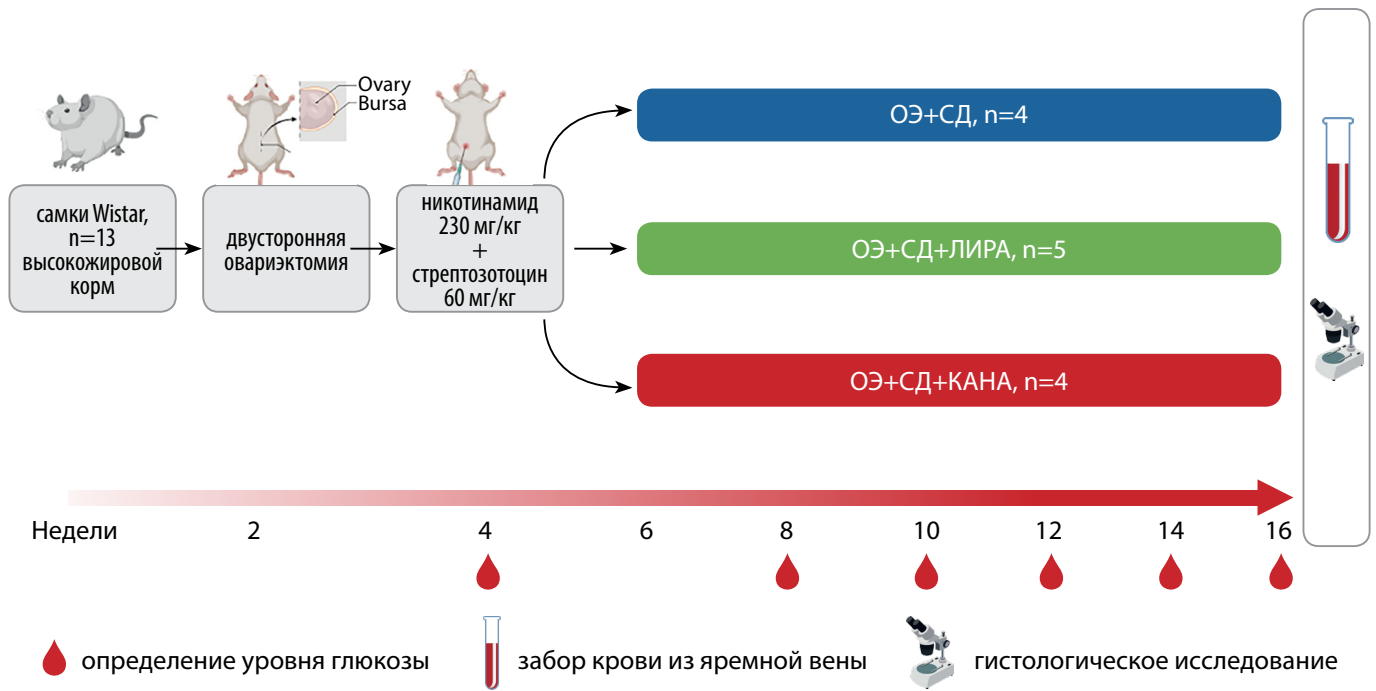 Ovary
Bursa
самки Wistar,
n=13
высокожировой
корм
двусторонняя
овариэктомия
никотинамид
230 мг/кг
+
стрептозотоцин
60 мг/кг
ОЭ+СД, n=4
ОЭ+СД+ЛИРА, n=5
ОЭ+СД+КАНА, n=4
Недели 2 4 6 8 10 12 14 16
определение уровня глюкозы
забор крови из яремной вены
гистологическое исследование